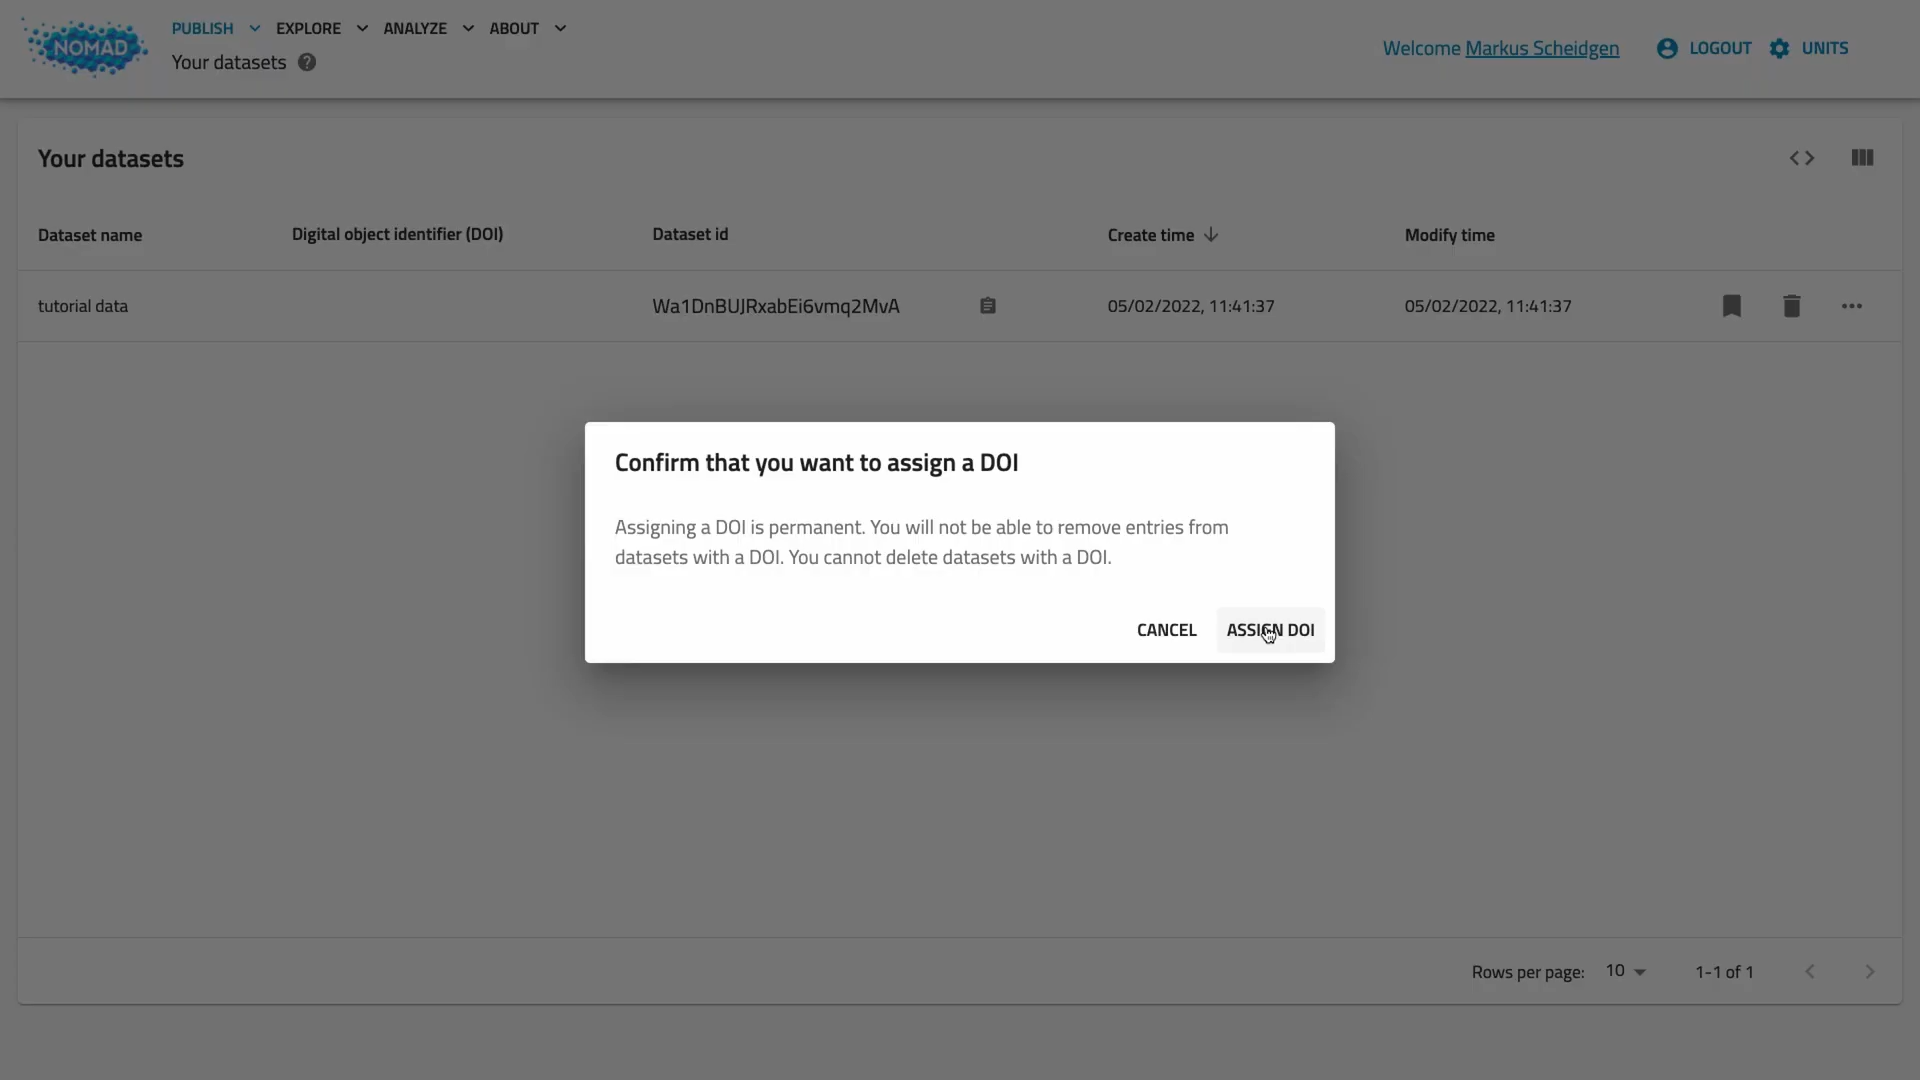 NOMAD
PUBLISH EXPLORE ANALYZE ABOUT
Your datasets
Welcome Markus Scheidgen LOGOUT UNITS
Your datasets
Dataset name Digital object identifier (DOI) Dataset id Create time Modify time
tutorial data Wa1DnBUJRxabEi6vmq2MvA 05/02/2022, 11:41:37 05/02/2022, 11:41:37
Confirm that you want to assign a DOI
Assigning a DOI is permanent. You will not be able to remove entries from
datasets with a DOI. You cannot delete datasets with a DOI.
CANCEL ASSIGN DOI
Rows per page: 10 1-1 of 1